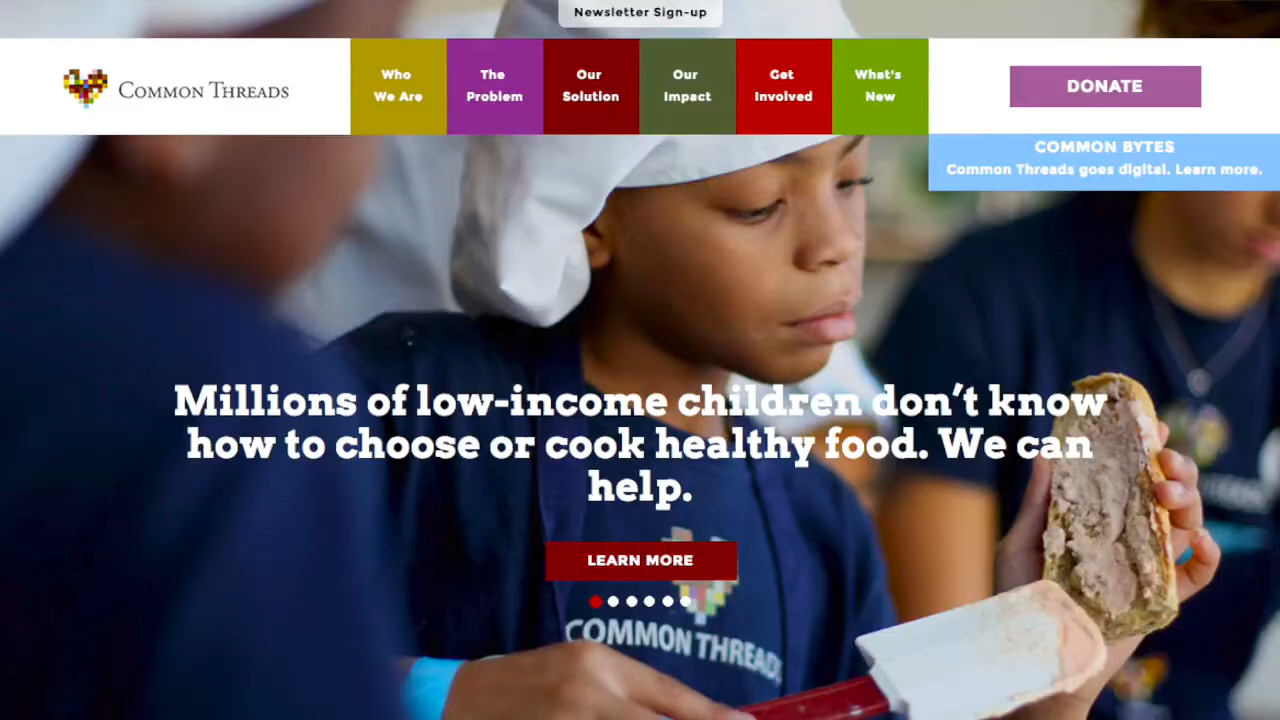 Newsletter Sign-up
COMMON THREADS
Who
We Are
The
Problem
Our
Solution
Our
Impact
Get
Involved
What's
New
DONATE
COMMON BYTES
Common Threads goes digital. Learn more.
Millions of low-income children don’t know
how to choose or cook healthy food. We can
help.
LEARN MORE
COMMON THREADS